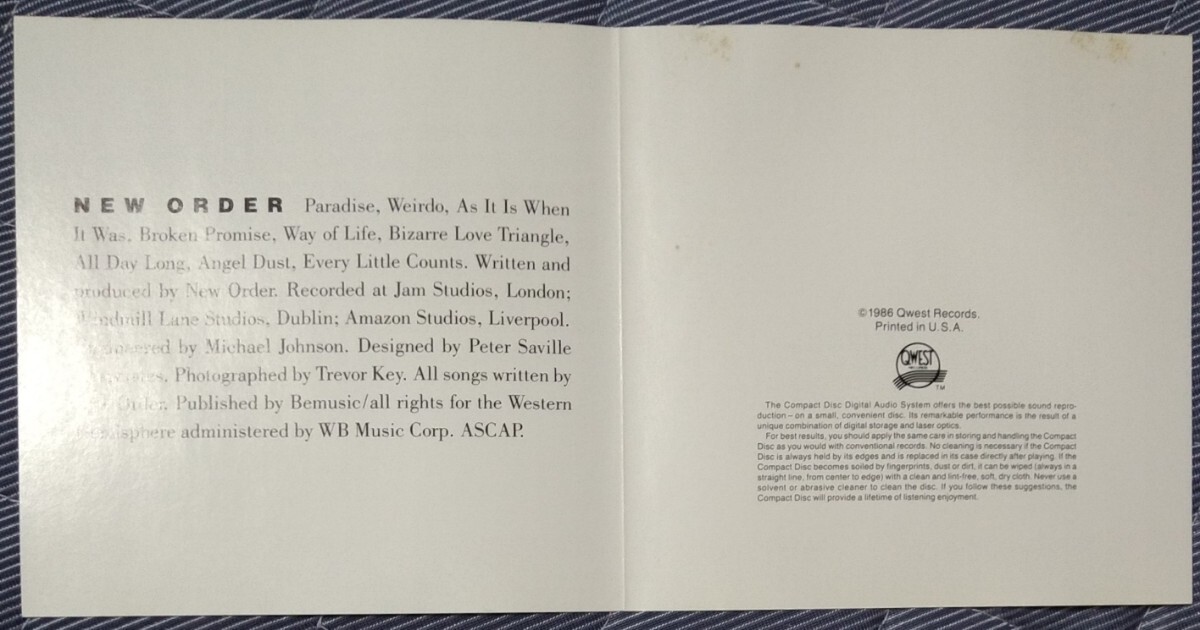 NEW ORDER Paradise, Weirdo, As It Is When
It Was, Broken Promise, Way of Life, Bizarre Love Triangle,
All Day Long, Angel Dust, Every Little Counts. Written and
produced by New Order. Recorded at Jam Studios, London;
Windmill Lane Studios, Dublin; Amazon Studios, Liverpool.
by Michael Johnson. Designed by Peter Saville
Photographed by Trevor Key. All songs written by
Order. Published by Bemusic/all rights for the Western
Hemisphere administered by WB Music Corp. ASCAP.
©1986 Qwest Records.
Printed in U.S.A.
QWEST
TM
The Compact Disc Digital Audio System offers the best possible sound repro-
duction – on a small, convenient disc. Its remarkable performance is the result of a
unique combination of digital storage and laser optics.
For best results, you should apply the same care in storing and handling the Compact
Disc as you would with conventional records. No cleaning is necessary if the Compact
Disc is always held by its edges and is replaced in its case directly after playing. If the
Compact Disc becomes soiled by fingerprints, dust or dirt, it can be wiped (always in a
straight line, from center to edge) with a clean and lint-free, soft, dry cloth. Never use a
solvent or abrasive cleaner to clean the disc. If you follow these suggestions, the
Compact Disc will provide a lifetime of listening enjoyment.